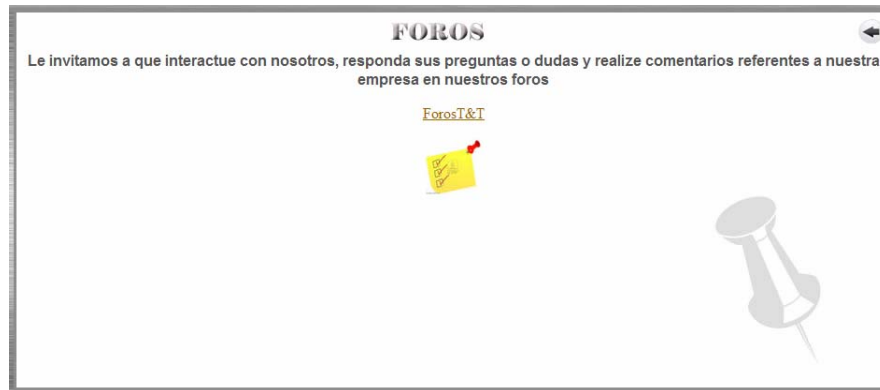 FOROS
Le invitamos a que interactue con nosotros, responda sus preguntas o dudas y realize comentarios referentes a nuestra
empresa en nuestros foros
ForosT&T